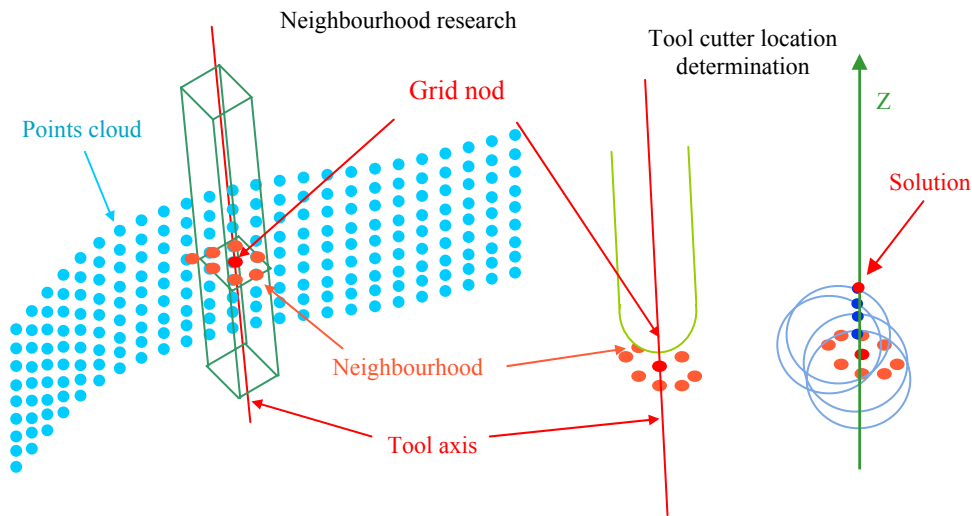 Neighbourhood research
Tool cutter location
determination
Grid nod
Z
Points cloud
Solution
Neighbourhood
Tool axis